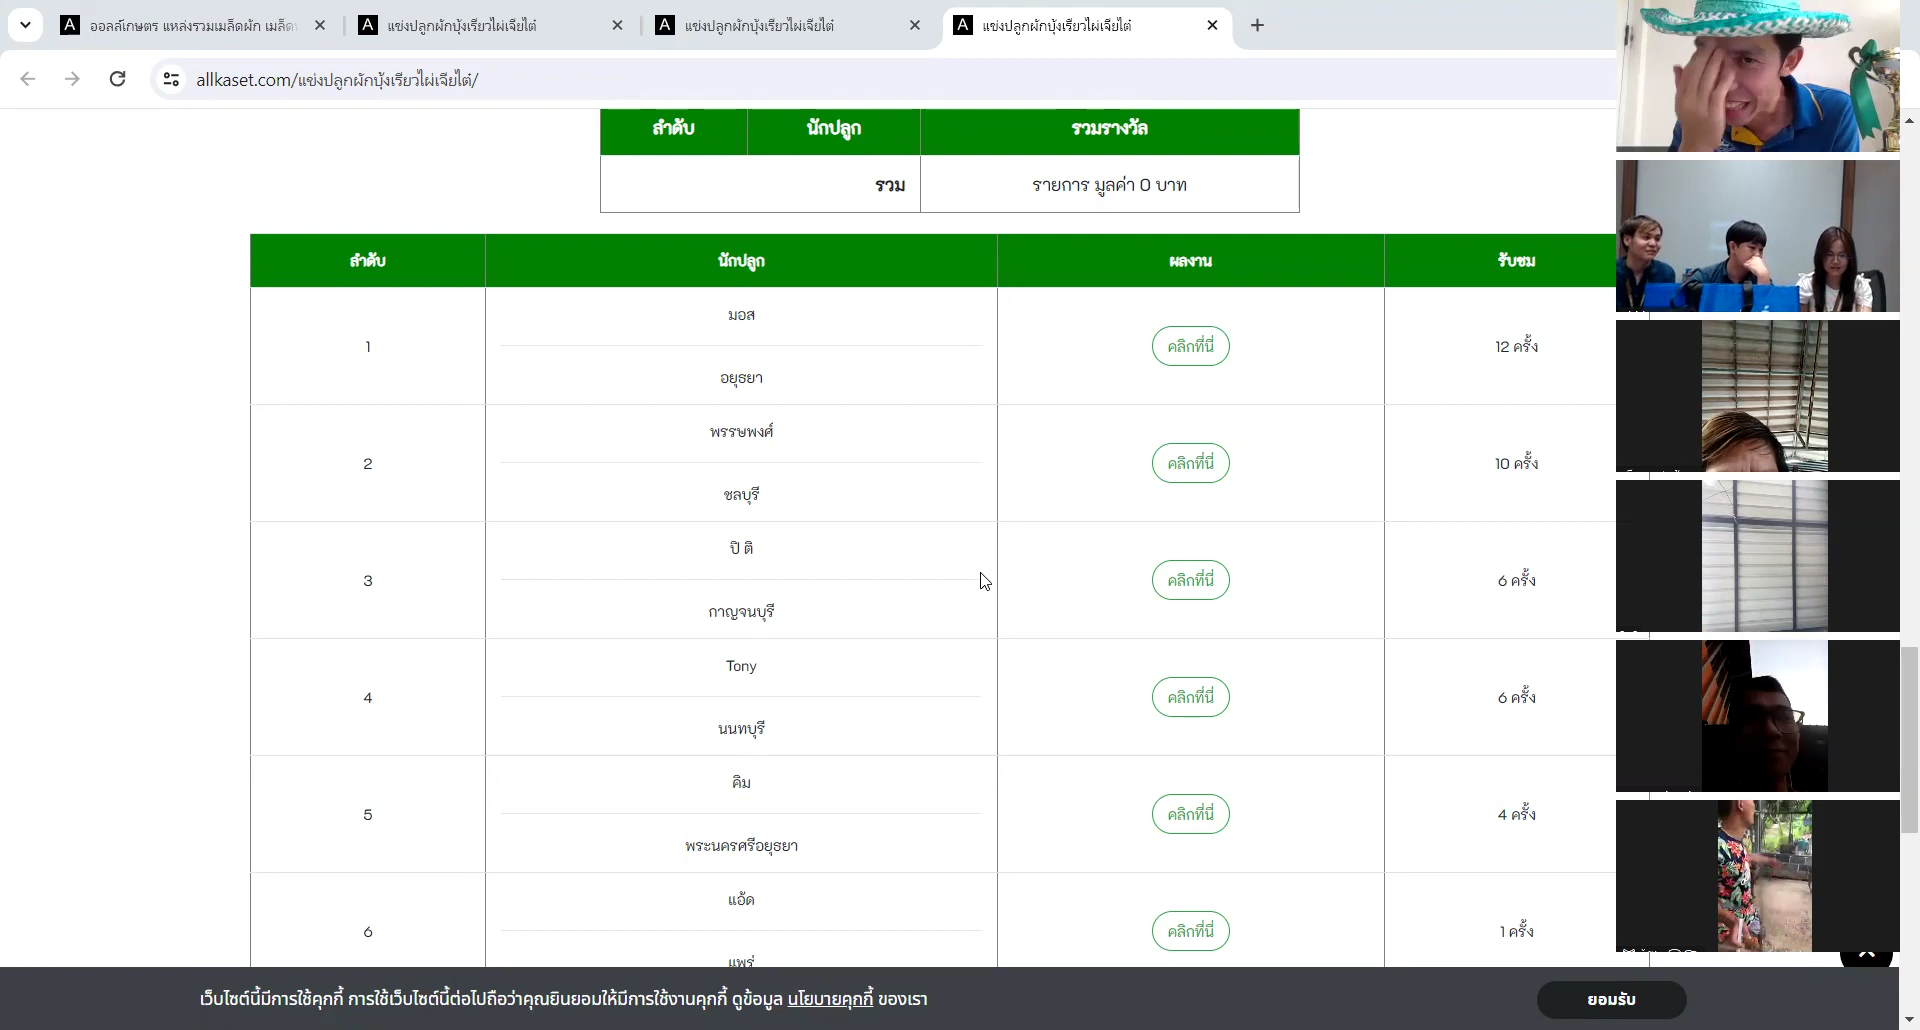 ออลล์เกษตร แหล่งรวมเมล็ดผัก เมล็ดพ
แข่งปลูกผักบุ้งเรียวไผ่เจียไต๋
แข่งปลูกผักบุ้งเรียวไผ่เจียไต๋
แข่งปลูกผักบุ้งเรียวไผ่เจียไต๋
allkaset.com/แข่งปลูกผักบุ้งเรียวไผ่เจียไต๋/
ลำดับ นักปลูก รวมรางวัล
รวม รายการ มูลค่า 0 บาท
ลำดับ นักปลูก ผลงาน รับชม
มอส
1 คลิกที่นี่ 12 ครั้ง
อยุธยา
พรรษพงศ์
2 คลิกที่นี่ 10 ครั้ง
ชลบุรี
ปิ ติ
3 คลิกที่นี่ 6 ครั้ง
กาญจนบุรี
Tony
4 คลิกที่นี่ 6 ครั้ง
นนทบุรี
คิม
5 คลิกที่นี่ 4 ครั้ง
พระนครศรีอยุธยา
แอ้ด
6 คลิกที่นี่ 1 ครั้ง
แพร่
เว็บไซต์นี้มีการใช้คุกกี้ การใช้เว็บไซต์นี้ต่อไปถือว่าคุณยินยอมให้มีการใช้งานคุกกี้ ดูข้อมูล นโยบายคุกกี้ ของเรา ยอมรับ